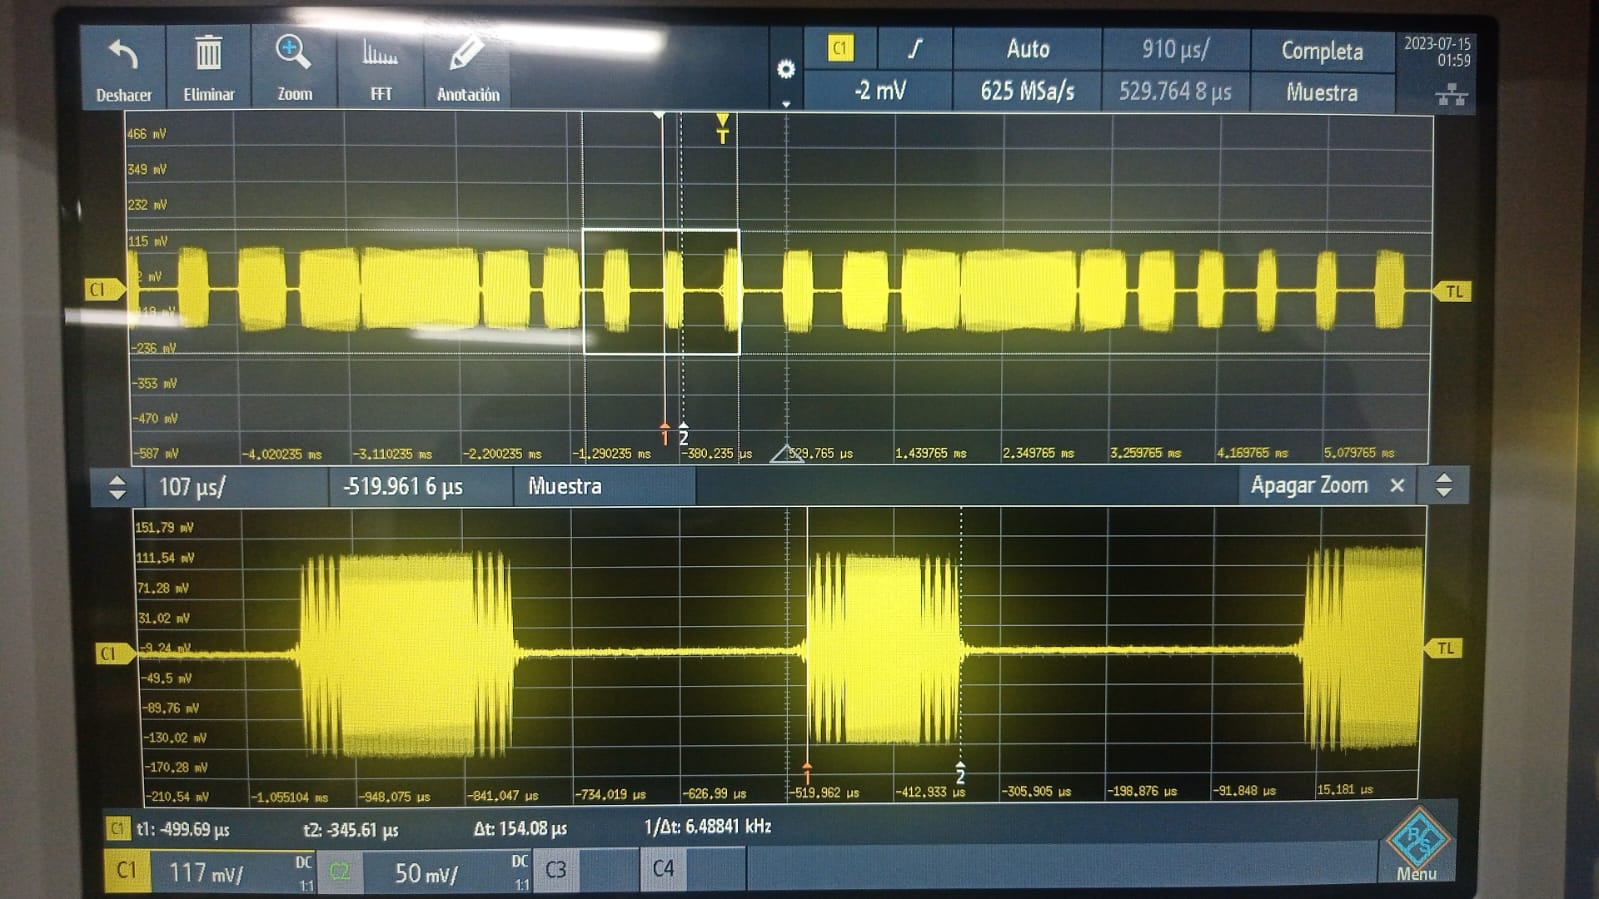 C1 Auto 910 µs/ Completa 2023-07-15
01:59
Deshacer Eliminar Zoom FFT Anotación -2 mV 625 MSa/s 529.764 8 µs Muestra
T
466 mV
349 mV
232 mV
115 mV
C1 TL
-236 mV
-353 mV
-470 mV
1 2
-587 mV -4.020235 ms -3.110235 ms -2.200235 ms -1.290235 ms -380.235 µs 529.765 µs 1.439765 ms 2.349765 ms 3.259765 ms 4.169765 ms 5.079765 ms
107 µs/ -519.961 6 µs Muestra Apagar Zoom ✕
151.79 mV
111.54 mV
71.28 mV
31.02 mV
-9.24 mV
C1 TL
-49.5 mV
-89.76 mV
-130.02 mV
-170.28 mV
1 2
-210.54 mV -1.055104 ms -948.075 µs -841.047 µs -734.019 µs -626.99 µs -519.962 µs -412.933 µs -305.905 µs -198.876 µs -91.848 µs 15.181 µs
C1 t1: -499.69 µs t2: -345.61 µs Δt: 154.08 µs 1/Δt: 6.48841 kHz
C1 117 mV/ DC 1:1 C2 50 mV/ DC 1:1 C3 C4
R&S
Menu